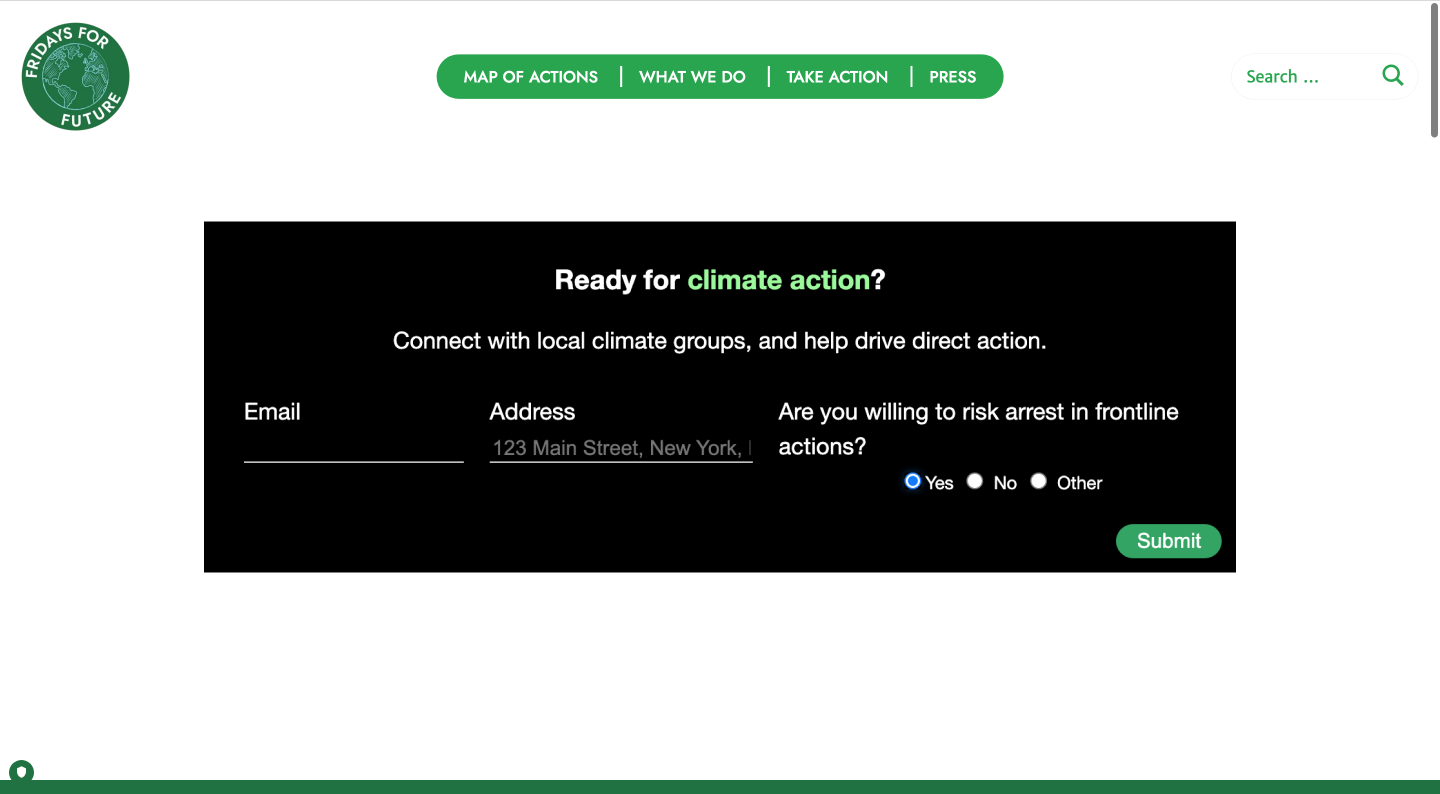 FRIDAYS FOR
FUTURE
MAP OF ACTIONS
WHAT WE DO
TAKE ACTION
PRESS
Search ...
Ready for climate action?
Connect with local climate groups, and help drive direct action.
Email
Address
123 Main Street, New York,
Are you willing to risk arrest in frontline
actions?
Yes
No
Other
Submit